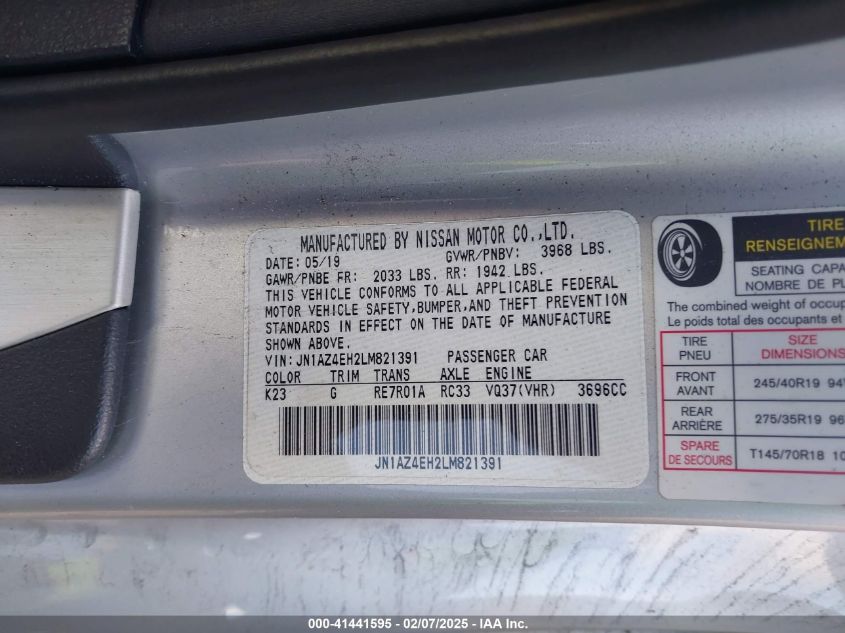 MANUFACTURED BY NISSAN MOTOR CO.,LTD.
DATE: 05/19 GVWR/PNBV: 3968 LBS.
GAWR/PNBE FR: 2033 LBS. RR: 1942 LBS.
THIS VEHICLE CONFORMS TO ALL APPLICABLE FEDERAL
MOTOR VEHICLE SAFETY,BUMPER,AND THEFT PREVENTION
STANDARDS IN EFFECT ON THE DATE OF MANUFACTURE
SHOWN ABOVE.
VIN: JN1AZ4EH2LM821391 PASSENGER CAR
COLOR TRIM TRANS AXLE ENGINE
K23 G RE7R01A RC33 VQ37(VHR) 3696CC
JN1AZ4EH2LM821391
TIRE
RENSEIGNEM
SEATING CAPA
NOMBRE DE PL
The combined weight of occup
Le poids total des occupants et
TIRE SIZE
PNEU DIMENSIONS
FRONT
AVANT 245/40R19 94
REAR
ARRIÈRE 275/35R19 96
SPARE
DE SECOURS T145/70R18 10
000-41441595 - 02/07/2025 - IAA, Inc.